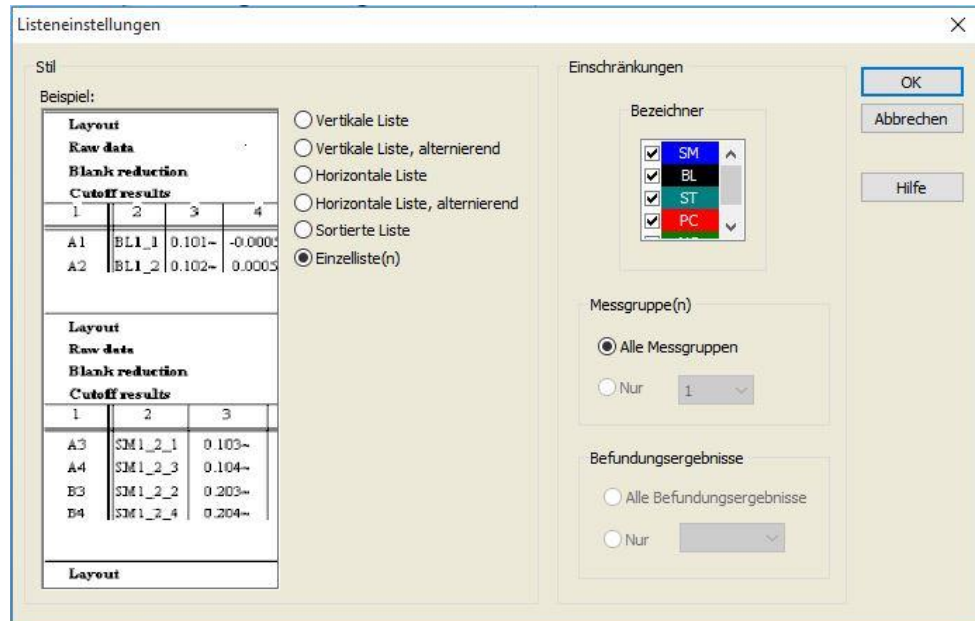 Listeneinstellungen
Stil
Beispiel:
Layout
Raw data
Blank reduction
Cutoff results
1 2 3 4
A1 BL1_1 0.101~ -0.0005
A2 BL1_2 0.102~ 0.0005
Layout
Raw data
Blank reduction
Cutoff results
1 2 3
A3 SM1_2_1 0.103~
A4 SM1_2_3 0.104~
B3 SM1_2_2 0.203~
B4 SM1_2_4 0.204~
Layout
Vertikale Liste
Vertikale Liste, alternierend
Horizontale Liste
Horizontale Liste, alternierend
Sortierte Liste
Einzelliste(n)
Einschränkungen
Bezeichner
SM
BL
ST
PC
Messgruppe(n)
Alle Messgruppen
Nur 1
Befundungsergebnisse
Alle Befundungsergebnisse
Nur
OK
Abbrechen
Hilfe